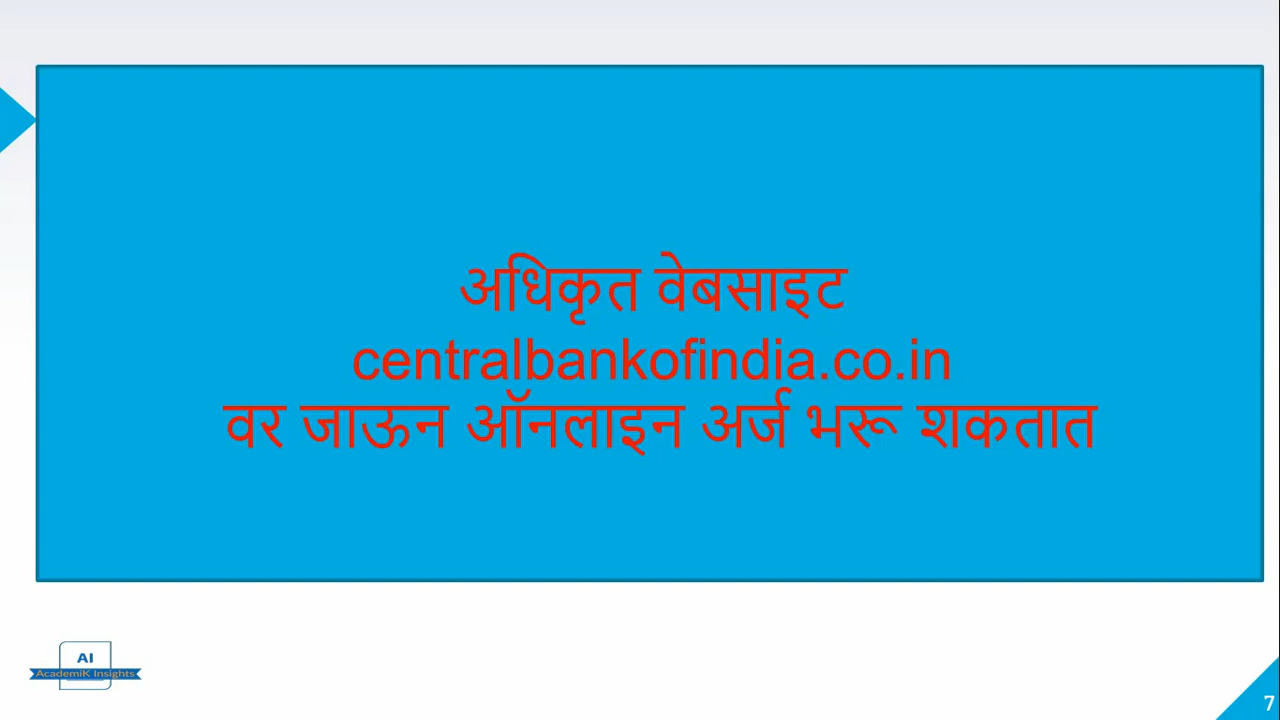 अधिकृत वेबसाइट
centralbankofindia.co.in
वर जाऊन ऑनलाइन अर्ज भरू शकतात
AI
AcademiK Insights
7